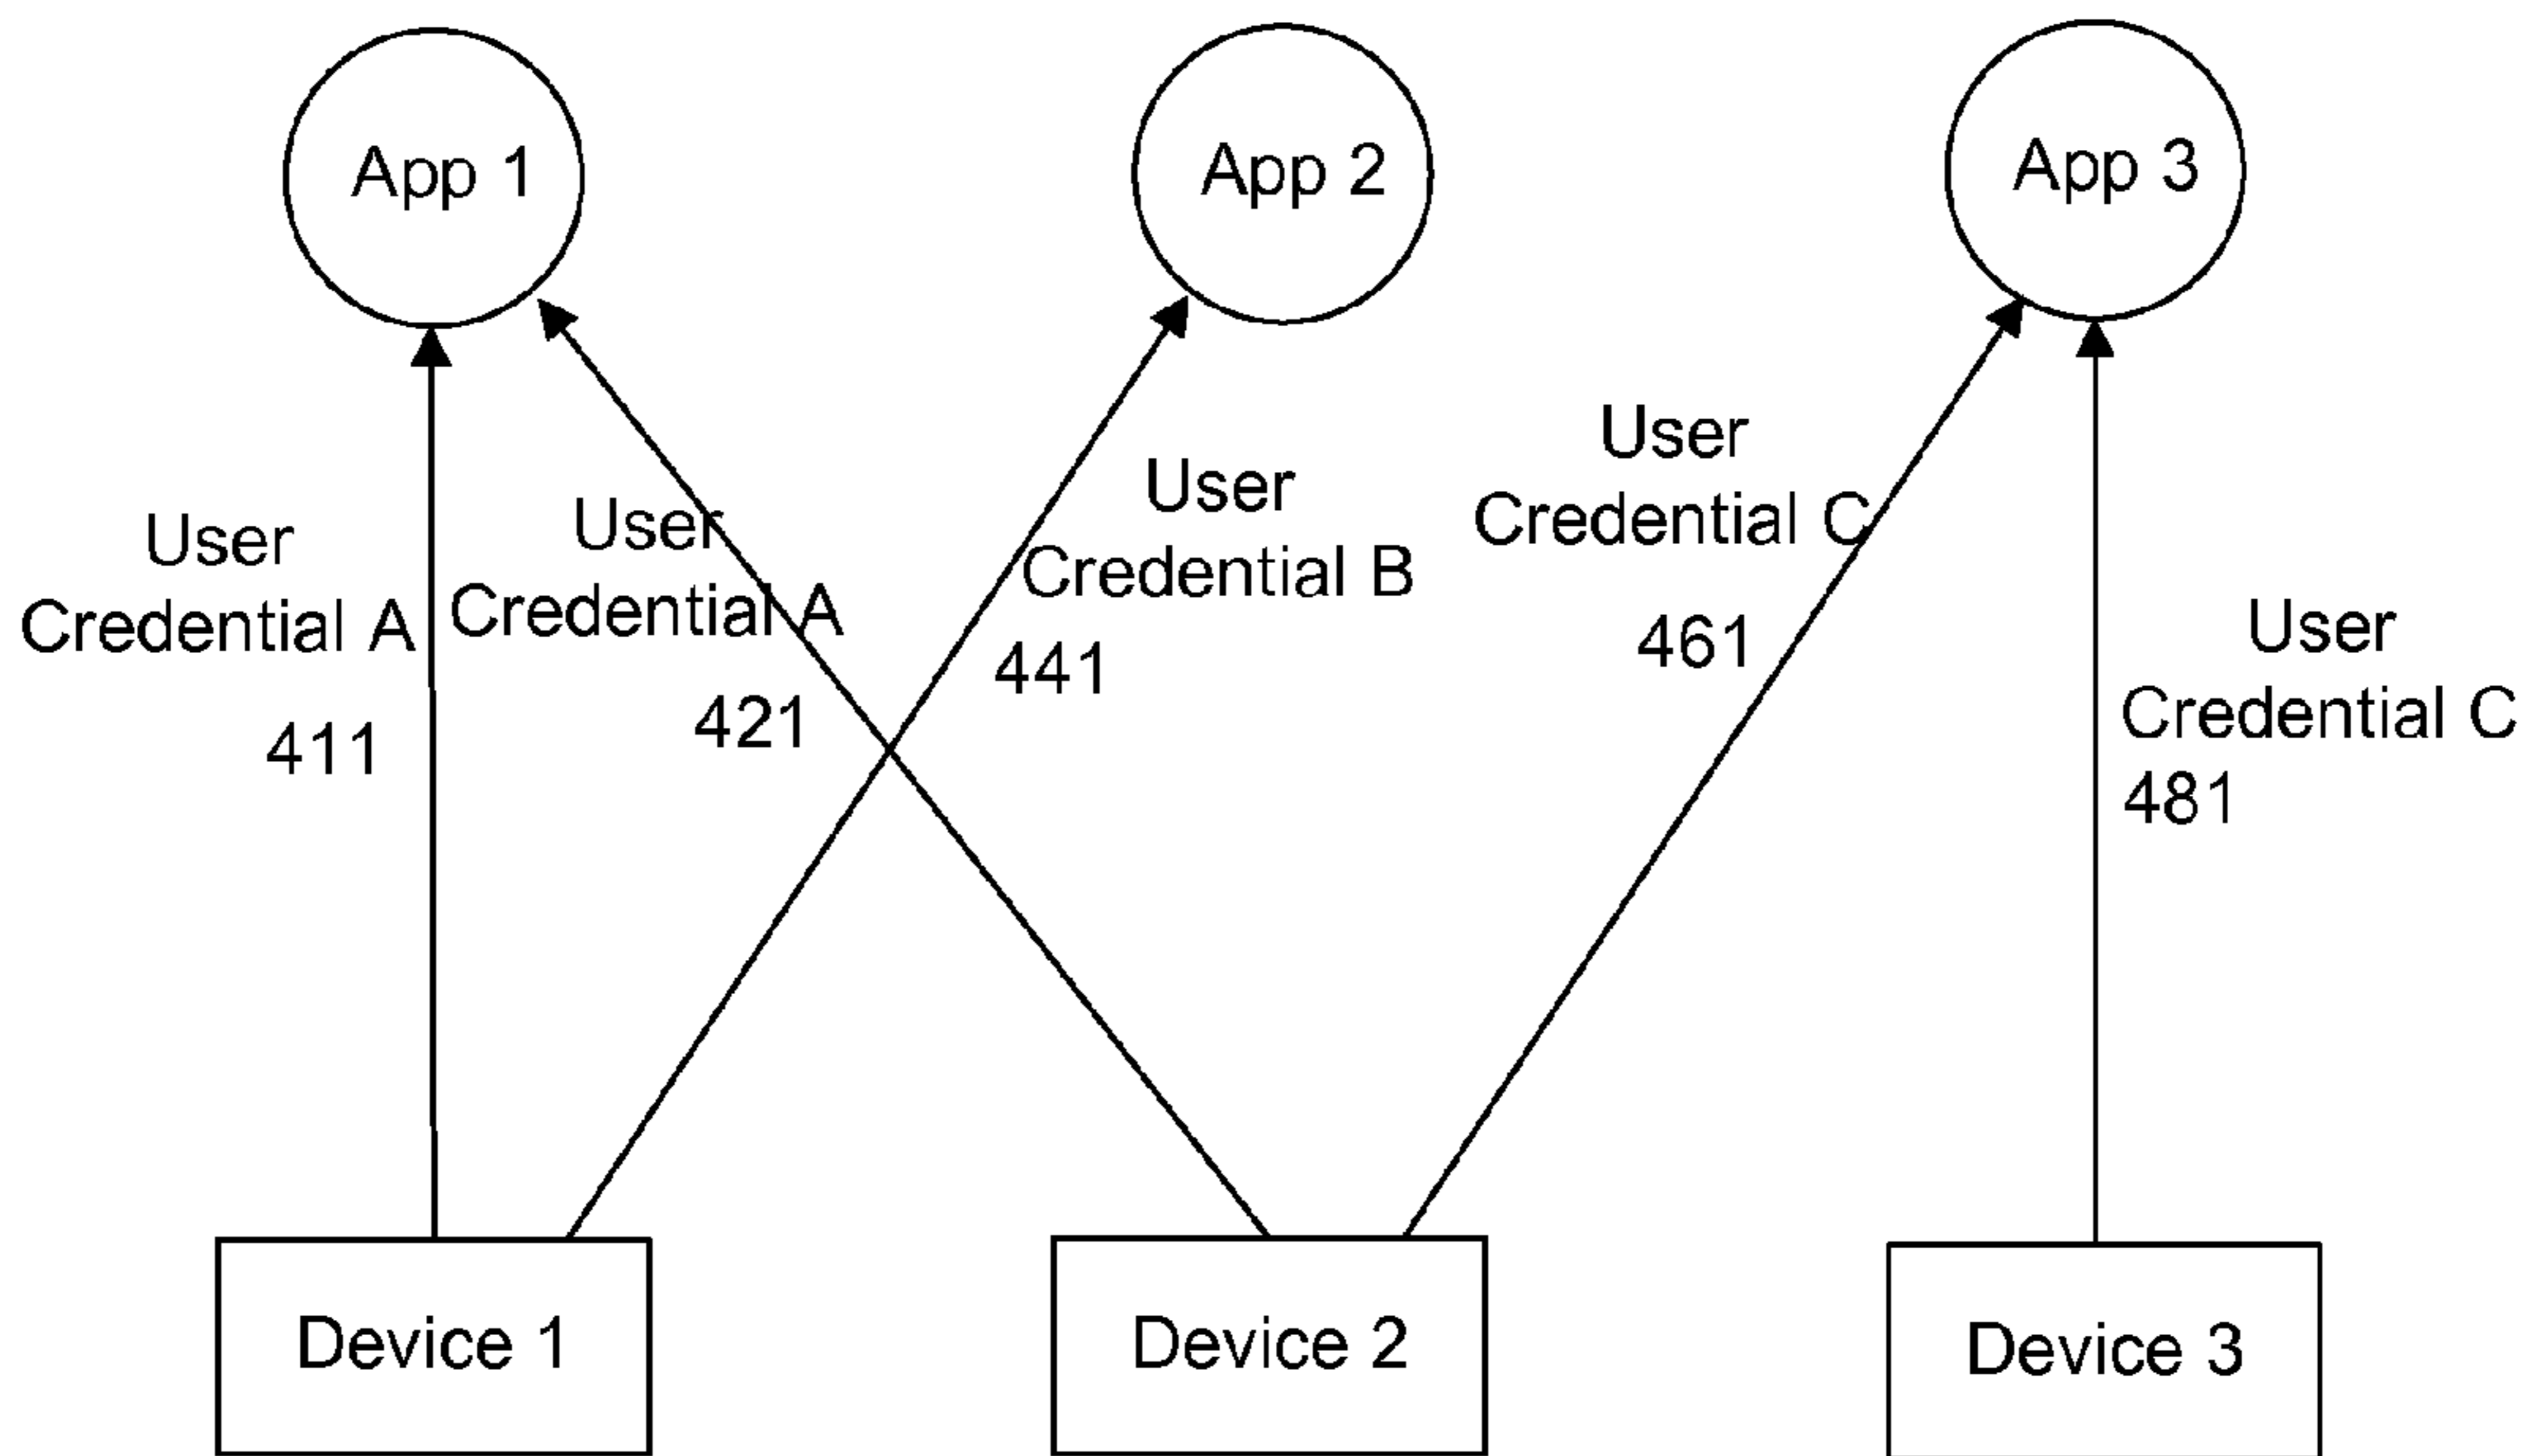 App 1
App 2
App 3
User
Credential A
411
User
Credential A
421
User
Credential B
441
User
Credential C
461
User
Credential C
481
Device 1
Device 2
Device 3